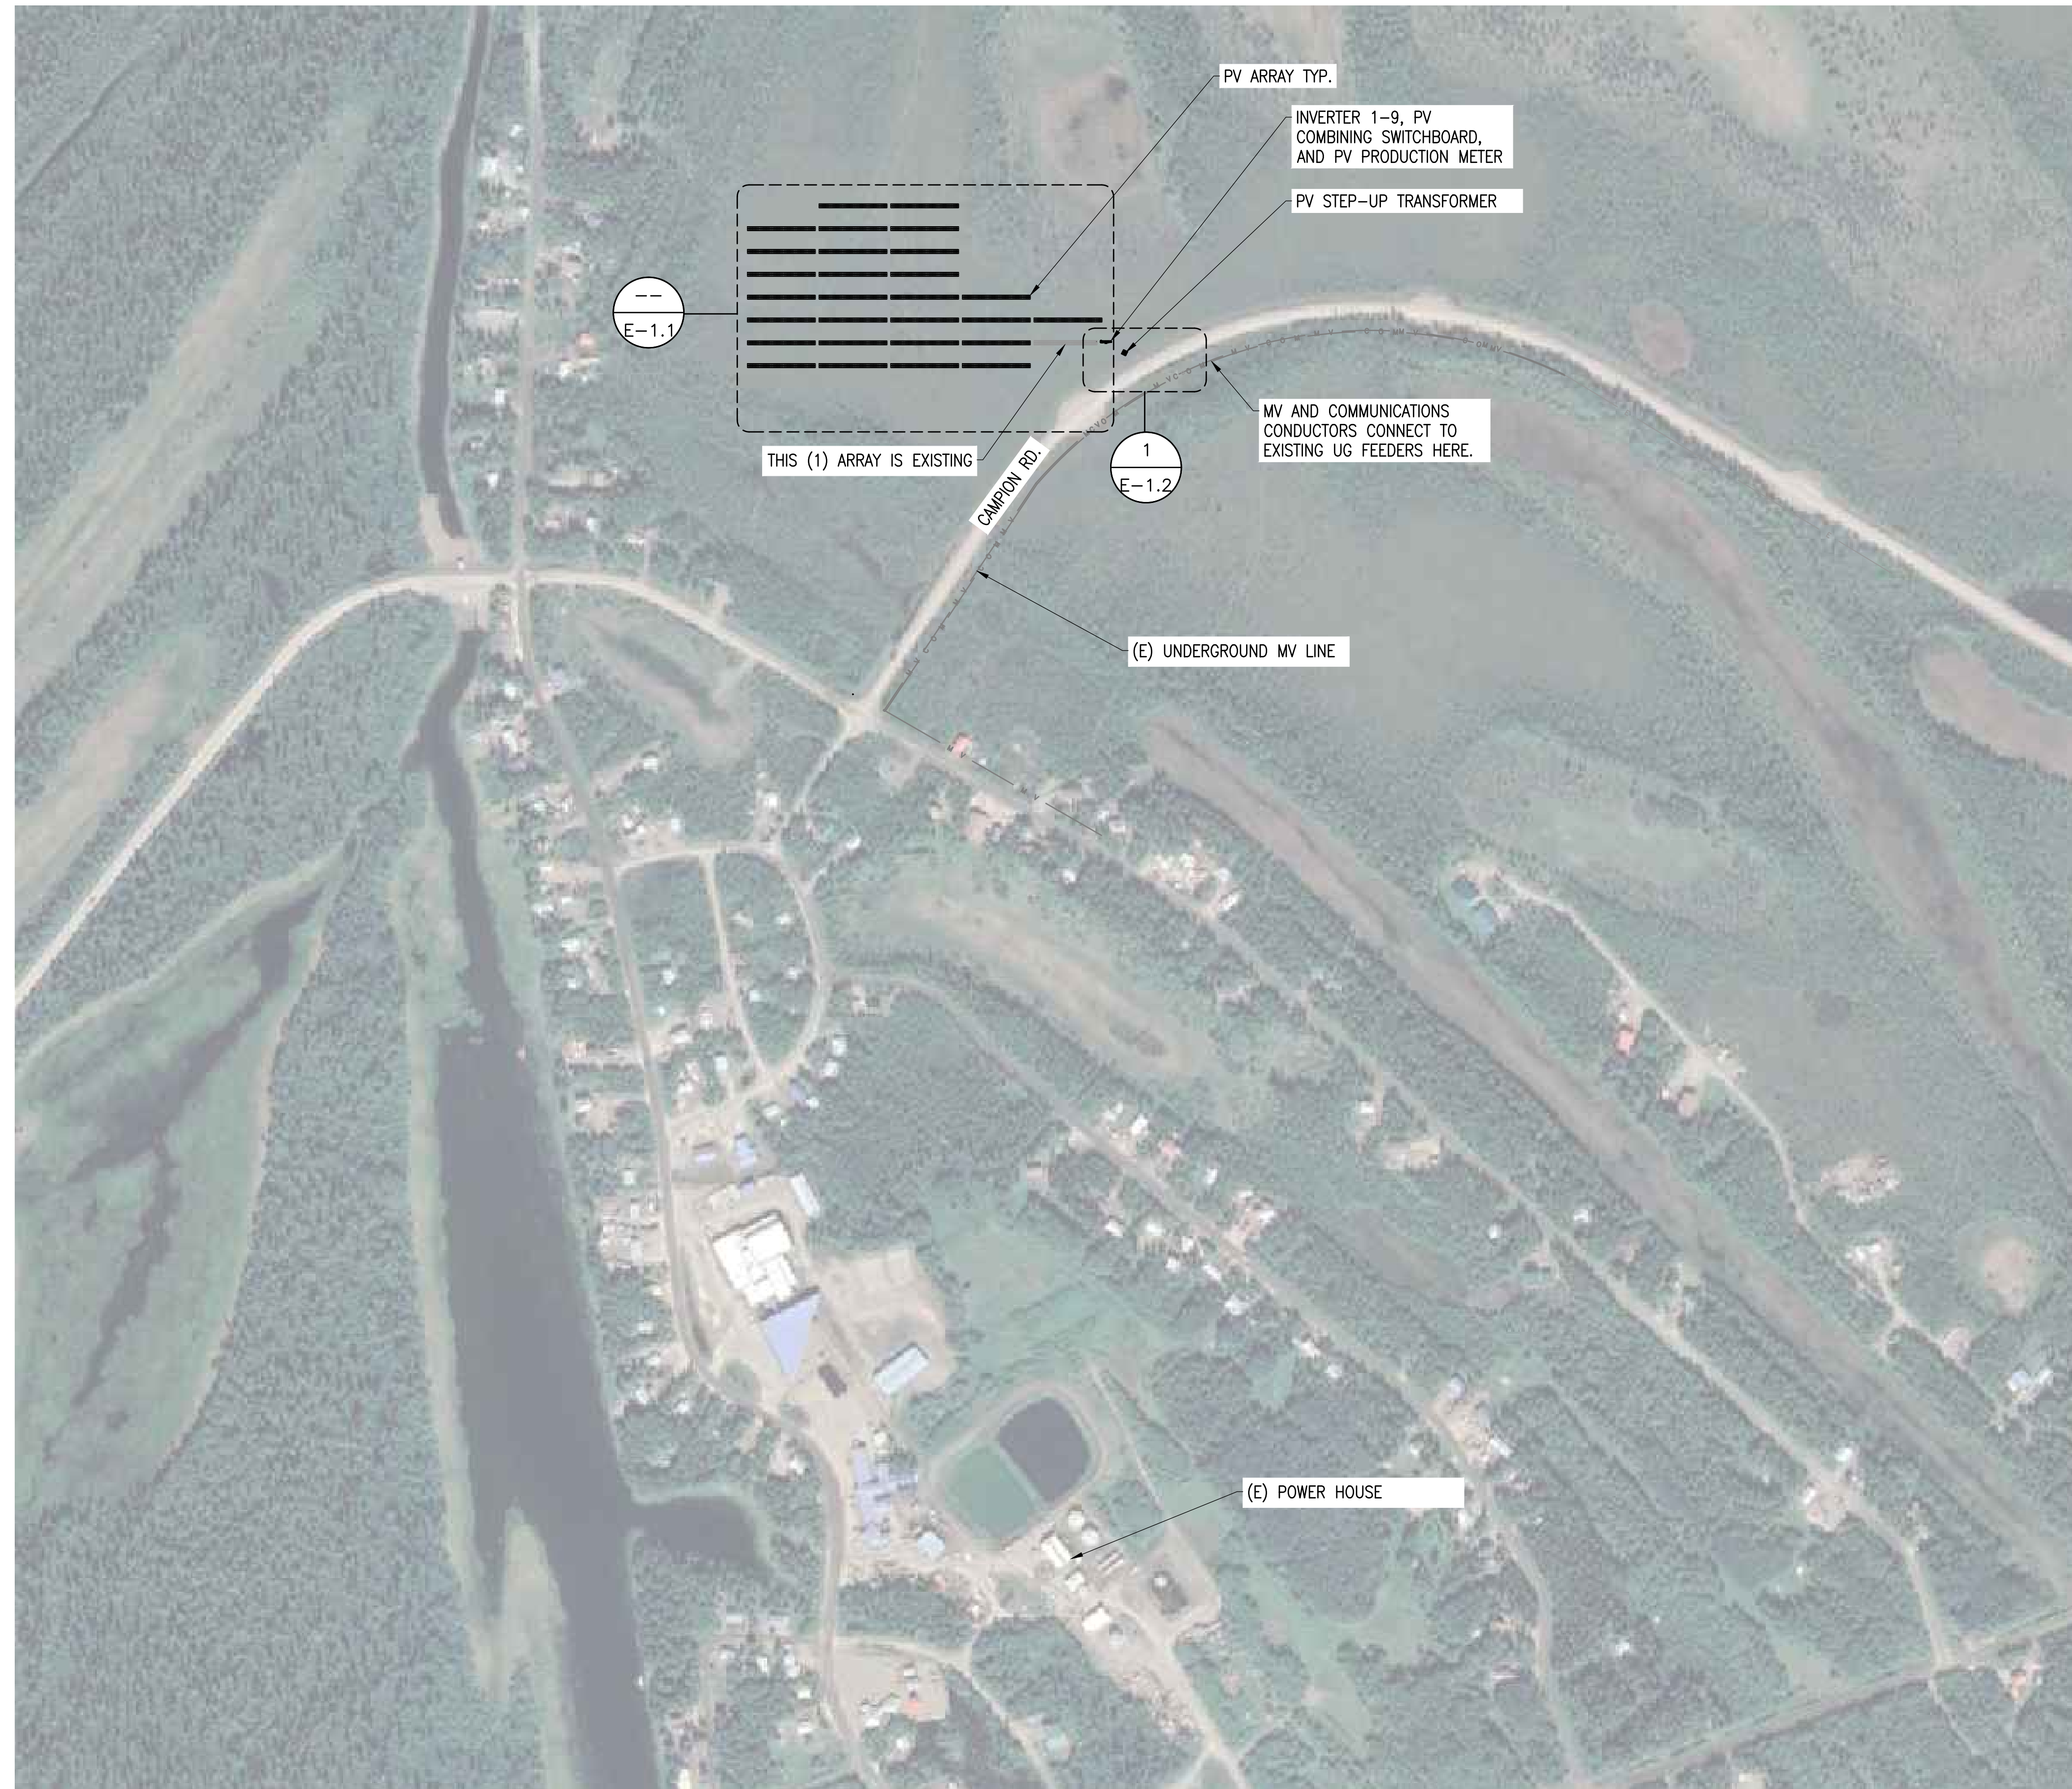 PV ARRAY TYP.
INVERTER 1-9, PV
COMBINING SWITCHBOARD,
AND PV PRODUCTION METER
PV STEP-UP TRANSFORMER
--
E-1.1
MV AND COMMUNICATIONS
CONDUCTORS CONNECT TO
EXISTING UG FEEDERS HERE.
THIS (1) ARRAY IS EXISTING
1
E-1.2
CAMPION RD.
(E) UNDERGROUND MV LINE
(E) POWER HOUSE